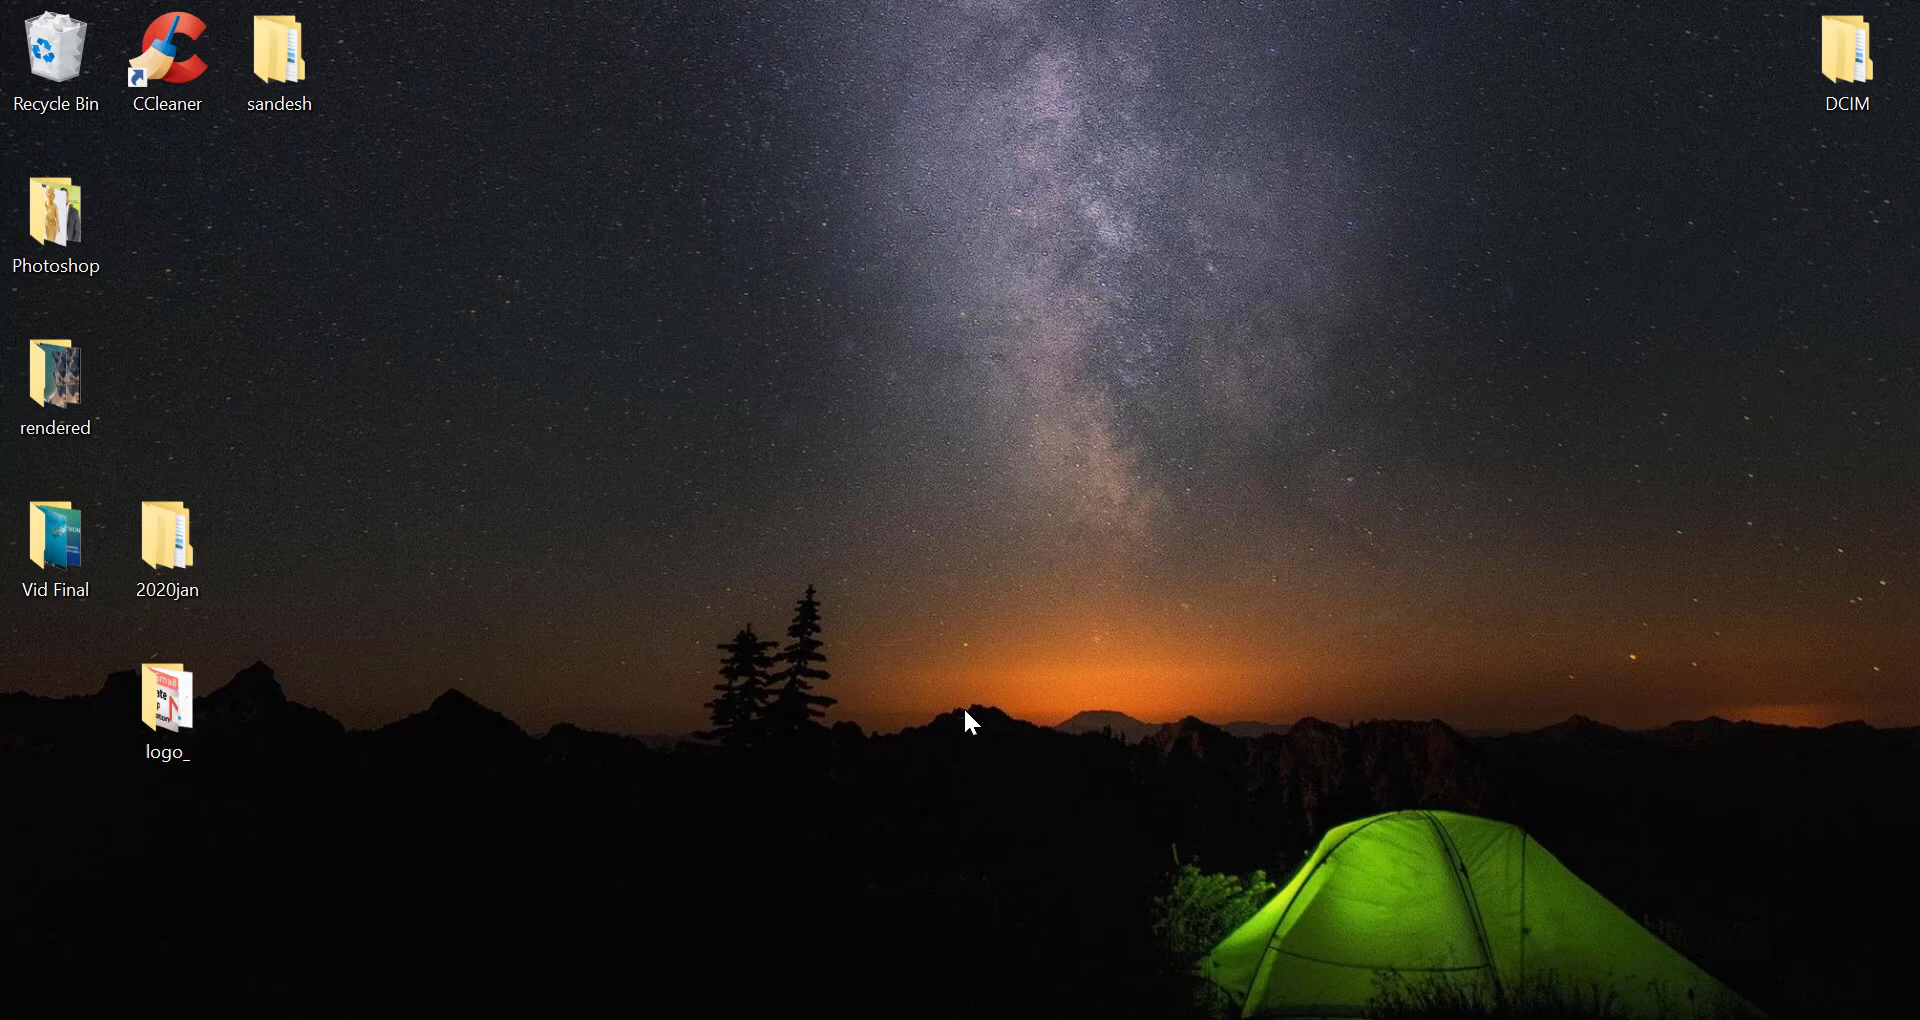 Recycle Bin
CCleaner
sandesh
DCIM
Photoshop
rendered
Vid Final
2020jan
logo_